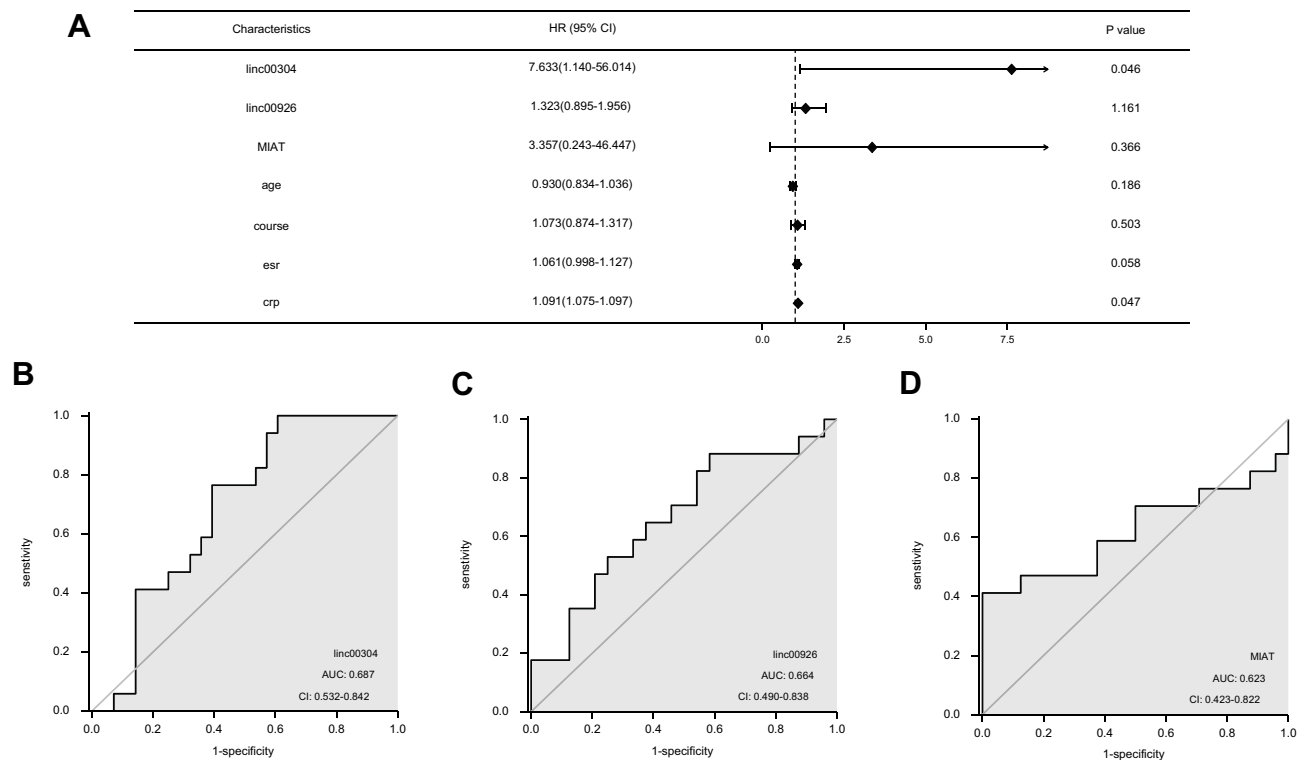 A
Characteristics HR (95% CI) P value
linc00304 7.633(1.140-56.014) 0.046
linc00926 1.323(0.895-1.956) 1.161
MIAT 3.357(0.243-46.447) 0.366
age 0.930(0.834-1.036) 0.186
course 1.073(0.874-1.317) 0.503
esr 1.061(0.998-1.127) 0.058
crp 1.091(1.075-1.097) 0.047
0.0 2.5 5.0 7.5
B
1.0
0.8
0.6
0.4
0.2
0.0
senstivity
linc00304
AUC: 0.687
CI: 0.532-0.842
0.0 0.2 0.4 0.6 0.8 1.0
1-specificity
C
1.0
0.8
0.6
0.4
0.2
0.0
senstivity
linc00926
AUC: 0.664
CI: 0.490-0.838
0.0 0.2 0.4 0.6 0.8 1.0
1-specificity
D
1.0
0.8
0.6
0.4
0.2
0.0
senstivity
MIAT
AUC: 0.623
CI: 0.423-0.822
0.0 0.2 0.4 0.6 0.8 1.0
1-specificity